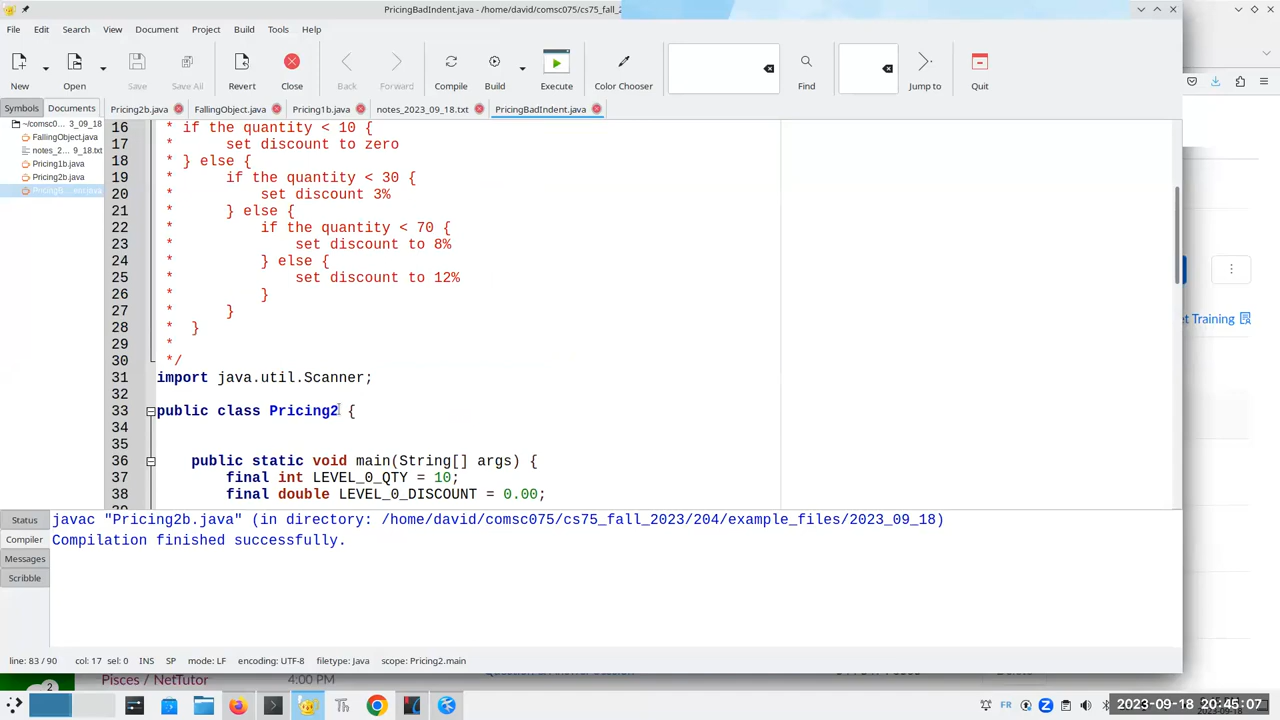 PricingBadIndent.java - /home/david/comsc075/cs75_fall_2
File Edit Search View Document Project Build Tools Help
New Open Save Save All Revert Close Back Forward Compile Build Execute Color Chooser Find Jump to Quit
Symbols Documents Pricing2b.java FallingObject.java Pricing1b.java notes_2023_09_18.txt PricingBadIndent.java
~/comsc0... 3_09_18
FallingObject.java
notes_2... 9_18.txt
Pricing1b.java
Pricing2b.java
16 * if the quantity < 10 {
17 * set discount to zero
18 * } else {
19 * if the quantity < 30 {
20 * set discount 3%
21 * } else {
22 * if the quantity < 70 {
23 * set discount to 8%
24 * } else {
25 * set discount to 12%
26 * }
27 * }
28 * }
29 *
30 */
31 import java.util.Scanner;
32
33 public class Pricing2 {
34
35
36 public static void main(String[] args) {
37 final int LEVEL_0_QTY = 10;
38 final double LEVEL_0_DISCOUNT = 0.00;
et Training
Status
Compiler
Messages
Scribble
javac "Pricing2b.java" (in directory: /home/david/comsc075/cs75_fall_2023/204/example_files/2023_09_18)
Compilation finished successfully.
line: 83 / 90 col: 17 sel: 0 INS SP mode: LF encoding: UTF-8 filetype: Java scope: Pricing2.main
Pisces / NetTutor 4:00 PM
2
FR
2023-09-18 20:45:07